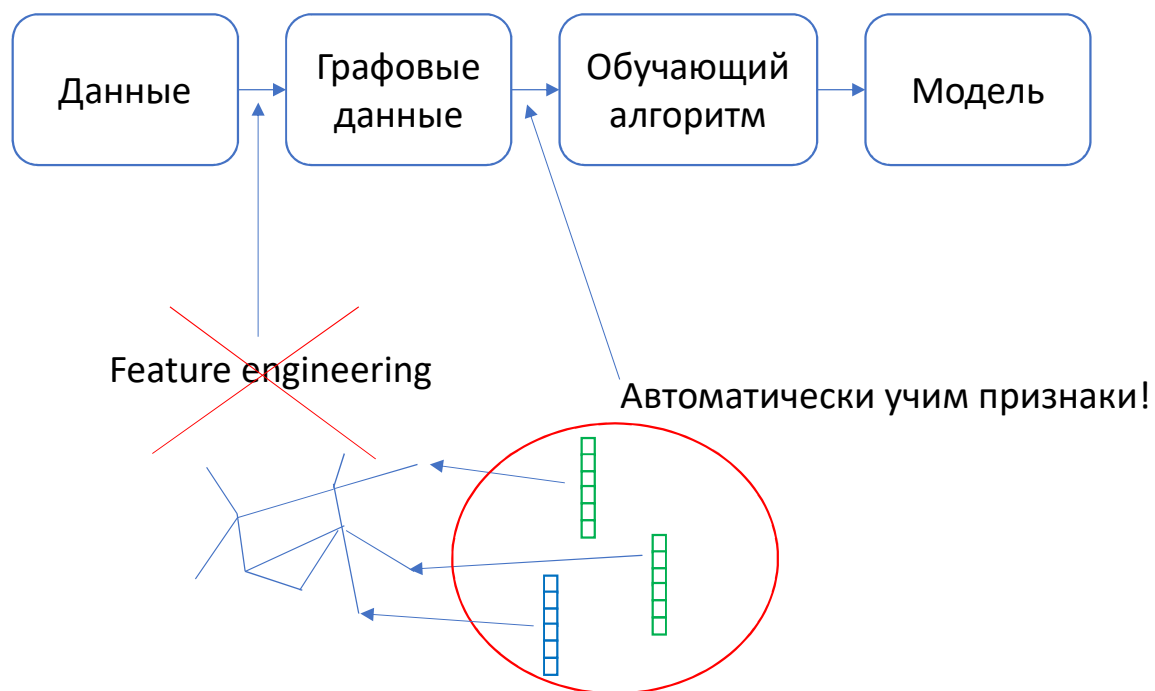 Данные
Графовые
данные
Обучающий
алгоритм
Модель
Feature engineering
Автоматически учим признаки!